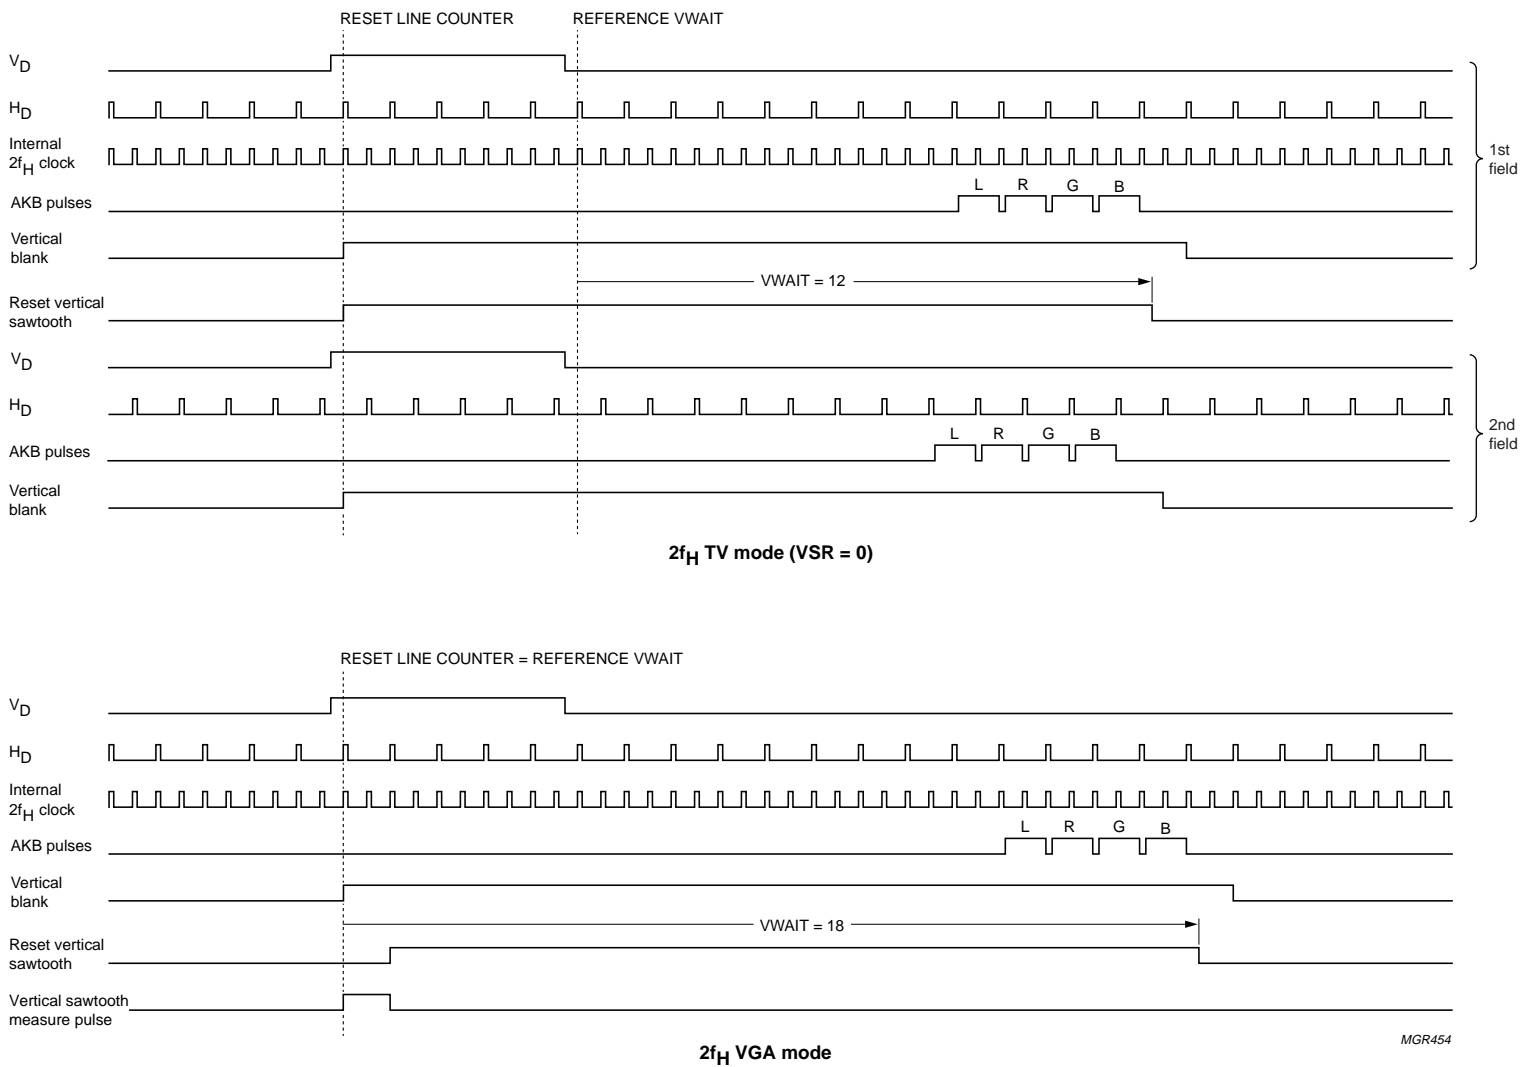 RESET LINE COUNTER
REFERENCE VWAIT
VD
HD
Internal
2fH clock
AKB pulses
L R G B
Vertical
blank
VWAIT = 12
Reset vertical
sawtooth
1st
field
VD
HD
AKB pulses
L R G B
Vertical
blank
2nd
field
2fH TV mode (VSR = 0)
RESET LINE COUNTER = REFERENCE VWAIT
VD
HD
Internal
2fH clock
AKB pulses
L R G B
Vertical
blank
VWAIT = 18
Reset vertical
sawtooth
Vertical sawtooth
measure pulse
MGR454
2fH VGA mode